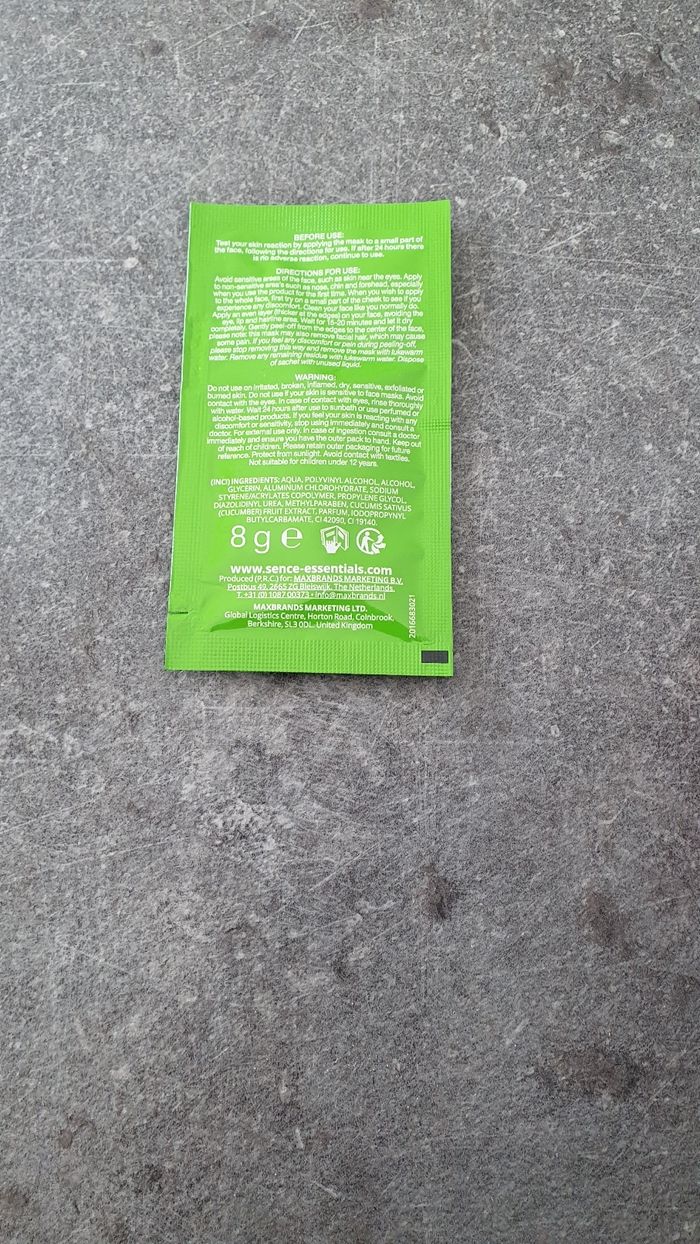 BEFORE USE:
Test your skin reaction by applying the mask to a small part of
the face, following the directions for use. If after 24 hours there
is no adverse reaction, continue to use.
DIRECTIONS FOR USE:
Avoid sensitive areas of the face, such as skin near the eyes. Apply
to non-sensitive area's such as nose, chin and forehead, especially
when you use the product for the first time. When you wish to apply
to the whole face, first try on a small part of the cheek to see if you
experience any discomfort. Clean your face like you normally do.
Apply an even layer (thicker at the edges) on your face, avoiding the
eye, lip and hairline area. Wait for 15-20 minutes and let it dry
completely. Gently peel-off from the edges to the center of the face,
please note: this mask may also remove facial hair, which may cause
some pain. If you feel any discomfort or pain during peeling-off,
please stop removing this way and remove the mask with lukewarm
water. Remove any remaining residue with lukewarm water. Dispose
of sachet with unused liquid.
WARNING:
Do not use on irritated, broken, inflamed, dry, sensitive, exfoliated or
burned skin. Do not use if your skin is sensitive to face masks. Avoid
contact with the eyes. In case of contact with eyes, rinse thoroughly
with water. Wait 24 hours after use to sunbath or use perfumed or
alcohol-based products. If you feel your skin is reacting with any
discomfort or sensitivity, stop using immediately and consult a
doctor. For external use only. In case of ingestion consult a doctor
immediately and ensure you have the outer pack to hand. Keep out
of reach of children. Please retain outer packaging for future
reference. Protect from sunlight. Avoid contact with textiles.
Not suitable for children under 12 years.
(INCI) INGREDIENTS: AQUA, POLYVINYL ALCOHOL, ALCOHOL,
GLYCERIN, ALUMINUM CHLOROHYDRATE, SODIUM
STYRENE/ACRYLATES COPOLYMER, PROPYLENE GLYCOL,
DIAZOLIDINYL UREA, METHYLPARABEN, CUCUMIS SATIVUS
(CUCUMBER) FRUIT EXTRACT, PARFUM, IODOPROPYNYL
BUTYLCARBAMATE, CI 42090, CI 19140.
8 g e
www.sence-essentials.com
Produced (P.R.C.) for: MAXBRANDS MARKETING B.V.
Postbus 49, 2665 ZG Bleiswijk, The Netherlands
T. +31 (0) 1087 00373 • info@maxbrands.nl
MAXBRANDS MARKETING LTD.
Global Logistics Centre, Horton Road, Colnbrook,
Berkshire, SL3 0DL, United Kingdom
2016683021